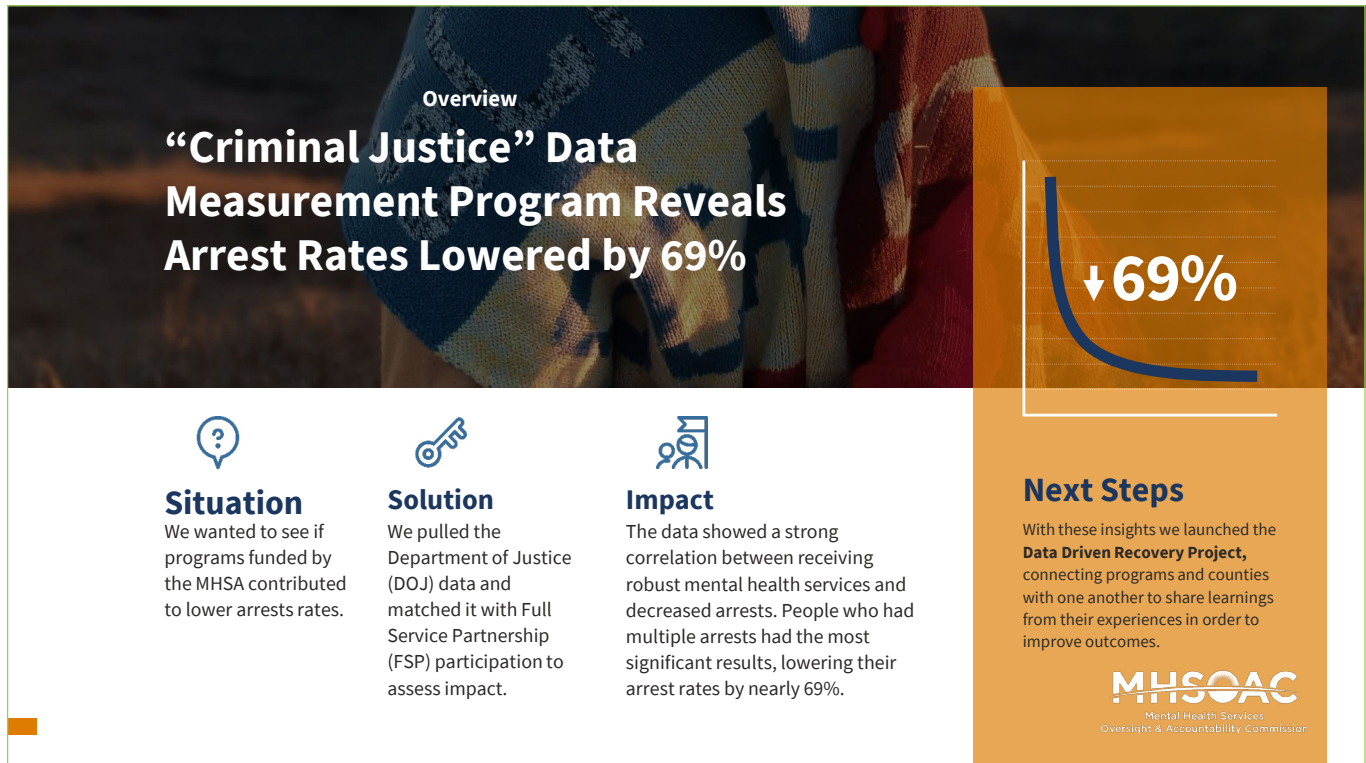 Overview
“Criminal Justice” Data
Measurement Program Reveals
Arrest Rates Lowered by 69%
69%
Situation
We wanted to see if
programs funded by
the MHSA contributed
to lower arrests rates.
Solution
We pulled the
Department of Justice
(DOJ) data and
matched it with Full
Service Partnership
(FSP) participation to
assess impact.
Impact
The data showed a strong
correlation between receiving
robust mental health services and
decreased arrests. People who had
multiple arrests had the most
significant results, lowering their
arrest rates by nearly 69%.
Next Steps
With these insights we launched the
Data Driven Recovery Project,
connecting programs and counties
with one another to share learnings
from their experiences in order to
improve outcomes.
MHSOAC
Mental Health Services
Oversight & Accountability Commission